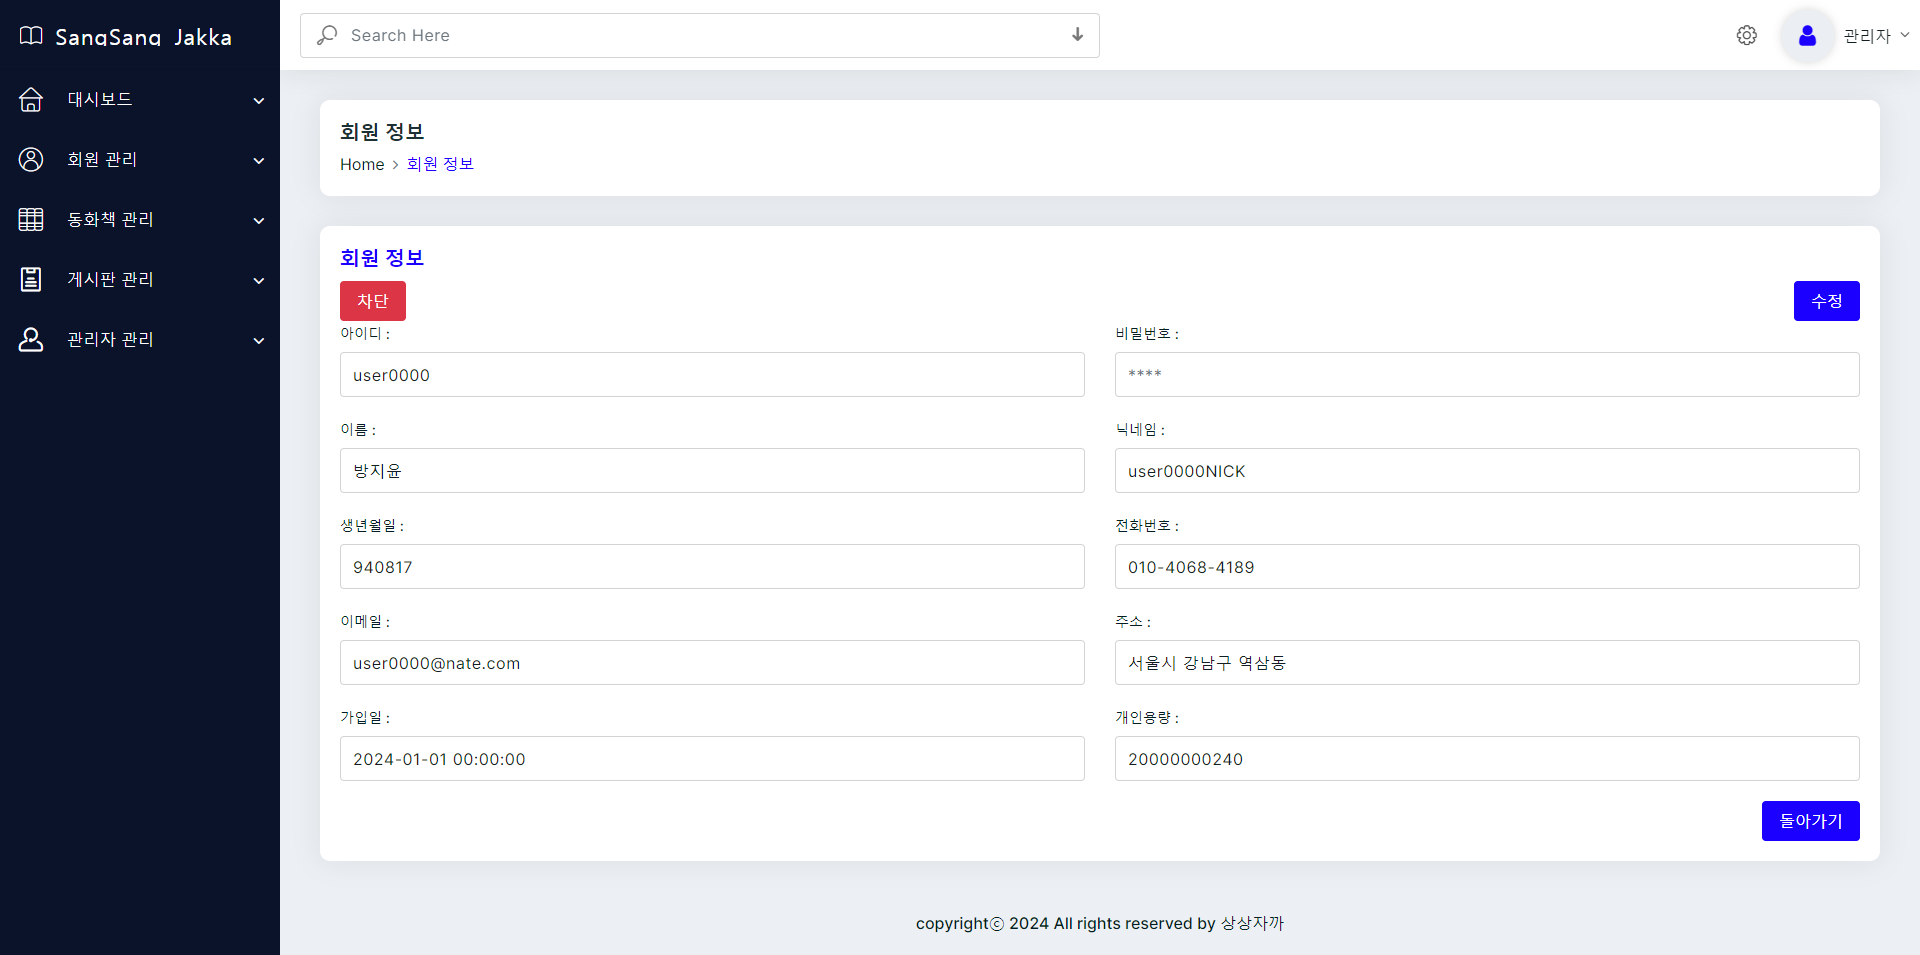 SangSang Jakka
Search Here
관리자
대시보드
회원 관리
동화책 관리
게시판 관리
관리자 관리
회원 정보
Home > 회원 정보
회원 정보
차단
수정
아이디 :
user0000
비밀번호 :
****
이름 :
방지윤
닉네임 :
user0000NICK
생년월일 :
940817
전화번호 :
010-4068-4189
이메일 :
user0000@nate.com
주소 :
서울시 강남구 역삼동
가입일 :
2024-01-01 00:00:00
개인용량 :
20000000240
돌아가기
copyrightⓒ 2024 All rights reserved by 상상자까